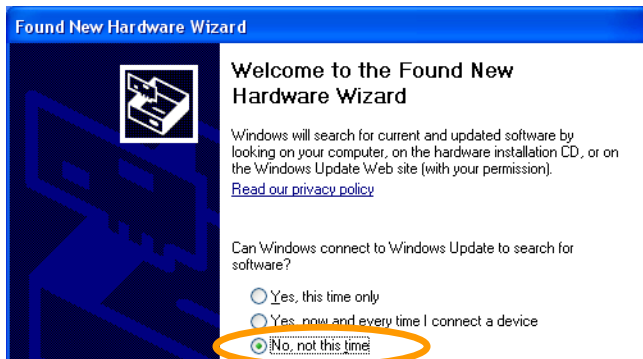 Found New Hardware Wizard
Welcome to the Found New
Hardware Wizard
Windows will search for current and updated software by
looking on your computer, on the hardware installation CD, or on
the Windows Update Web site (with your permission).
Read our privacy policy
Can Windows connect to Windows Update to search for
software?
Yes, this time only
Yes, now and every time I connect a device
No, not this time